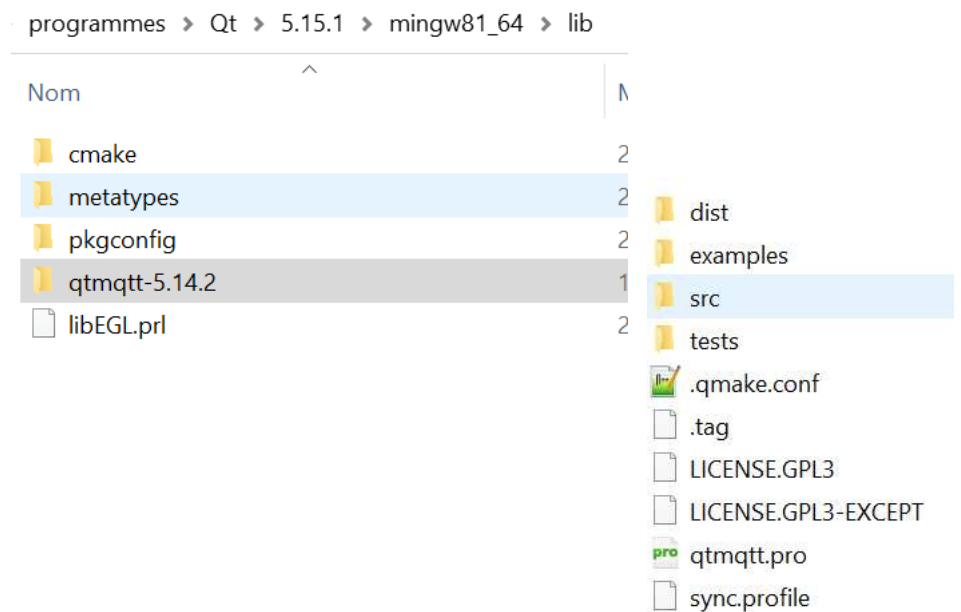 programmes > Qt > 5.15.1 > mingw81_64 > lib
Nom
cmake
metatypes
pkgconfig
qtmqtt-5.14.2
libEGL.prl
dist
examples
src
tests
.qmake.conf
.tag
LICENSE.GPL3
LICENSE.GPL3-EXCEPT
pro qtmqtt.pro
sync.profile